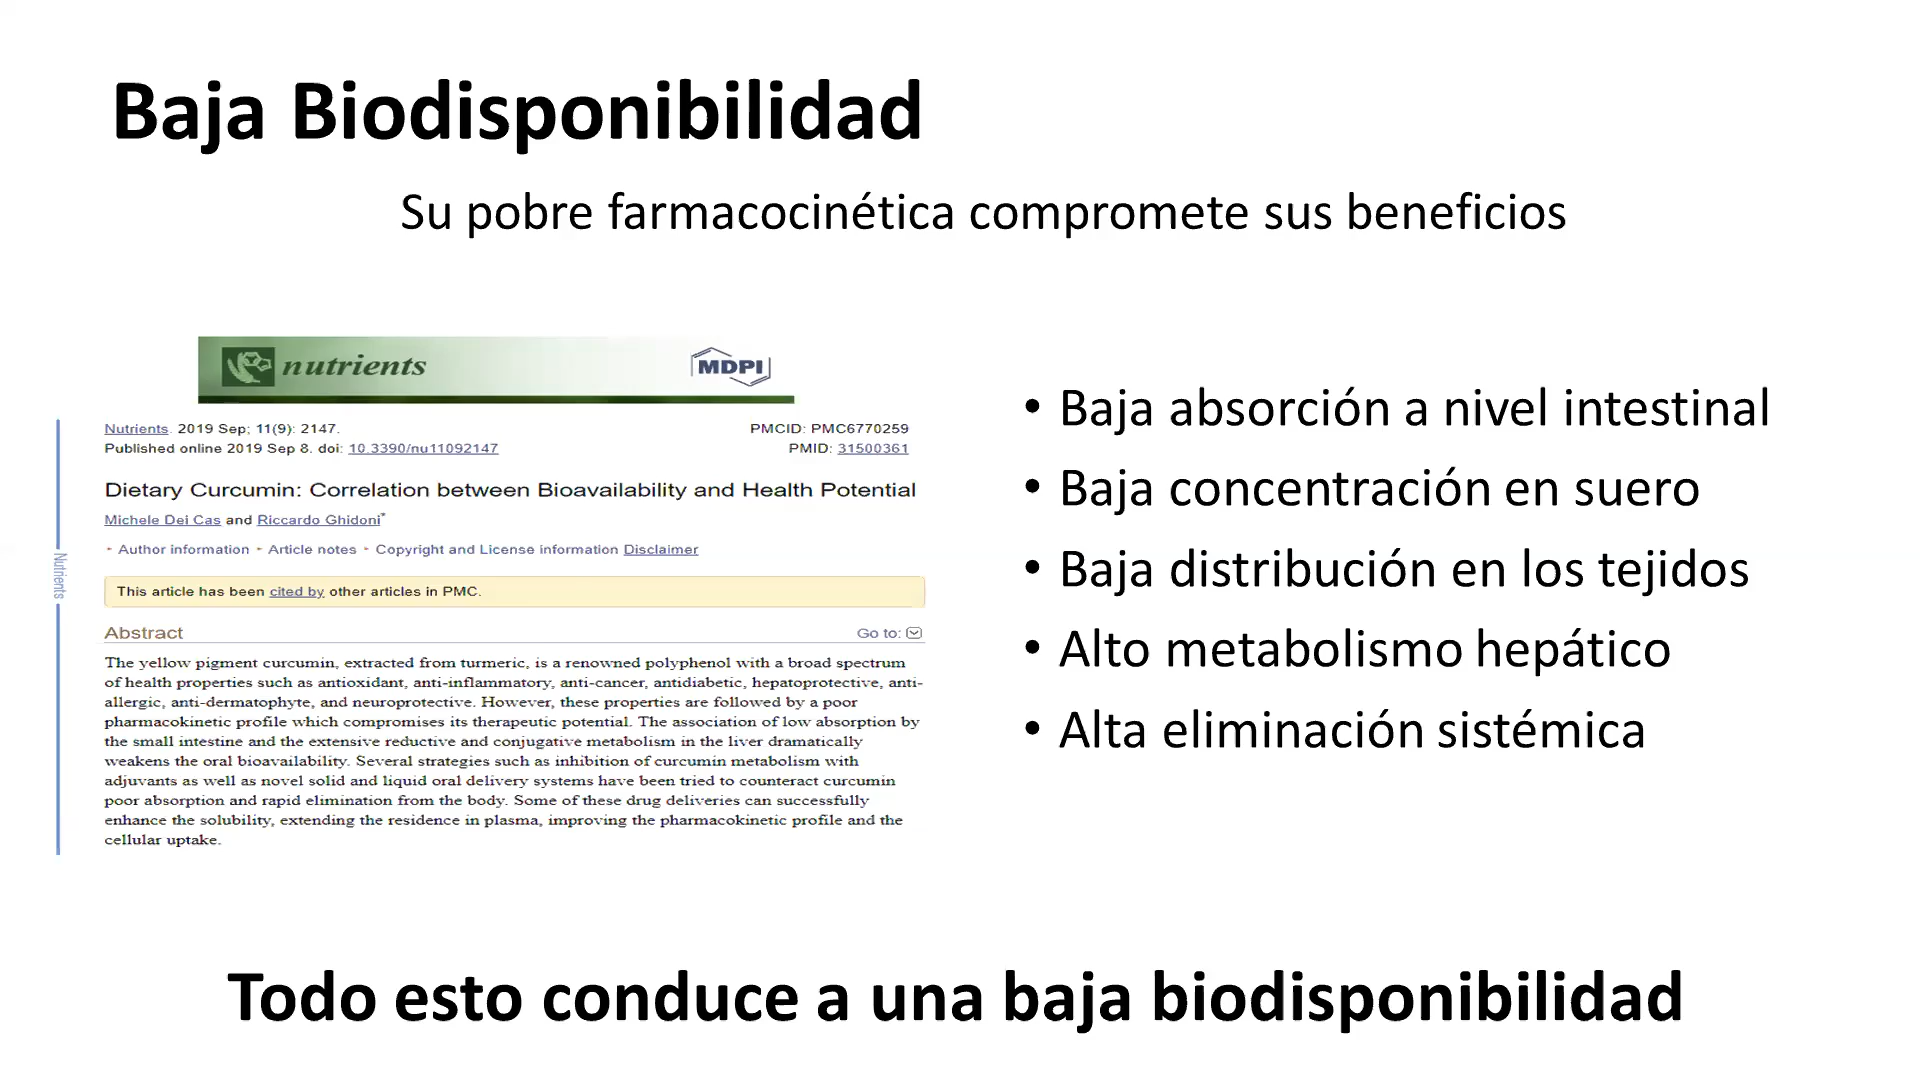 Baja Biodisponibilidad
Su pobre farmacocinética compromete sus beneficios
nutrients
MDPI
Nutrients. 2019 Sep; 11(9): 2147.
PMCID: PMC6770259
Published online 2019 Sep 8. doi: 10.3390/nu11092147
PMID: 31500361
Dietary Curcumin: Correlation between Bioavailability and Health Potential
Michele Dei Cas and Riccardo Ghidoni*
Author information Article notes Copyright and License information Disclaimer
This article has been cited by other articles in PMC.
Abstract
Go to:
The yellow pigment curcumin, extracted from turmeric, is a renowned polyphenol with a broad spectrum
of health properties such as antioxidant, anti-inflammatory, anti-cancer, antidiabetic, hepatoprotective, anti-
allergic, anti-dermatophyte, and neuroprotective. However, these properties are followed by a poor
pharmacokinetic profile which compromises its therapeutic potential. The association of low absorption by
the small intestine and the extensive reductive and conjugative metabolism in the liver dramatically
weakens the oral bioavailability. Several strategies such as inhibition of curcumin metabolism with
adjuvants as well as novel solid and liquid oral delivery systems have been tried to counteract curcumin
poor absorption and rapid elimination from the body. Some of these drug deliveries can successfully
enhance the solubility, extending the residence in plasma, improving the pharmacokinetic profile and the
cellular uptake.
Nutrients
• Baja absorción a nivel intestinal
• Baja concentración en suero
• Baja distribución en los tejidos
• Alto metabolismo hepático
• Alta eliminación sistémica
Todo esto conduce a una baja biodisponibilidad